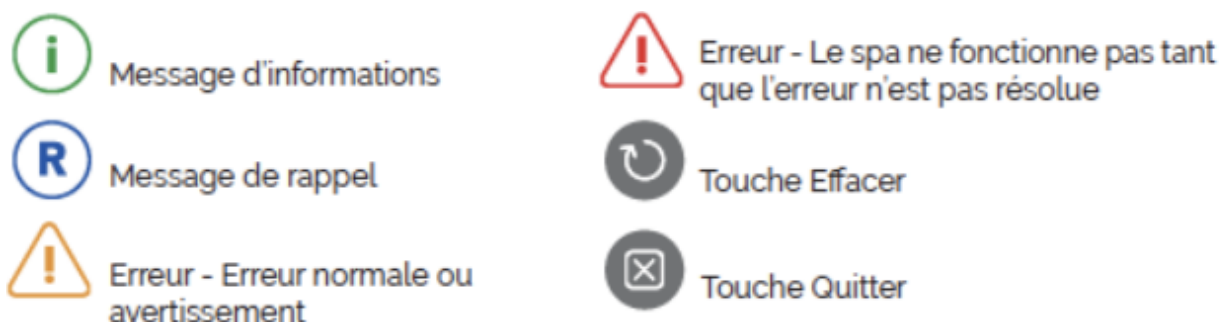 i Message d'informations
R Message de rappel
! Erreur - Erreur normale ou
avertissement
! Erreur - Le spa ne fonctionne pas tant
que l'erreur n'est pas résolue
Touche Effacer
Touche Quitter